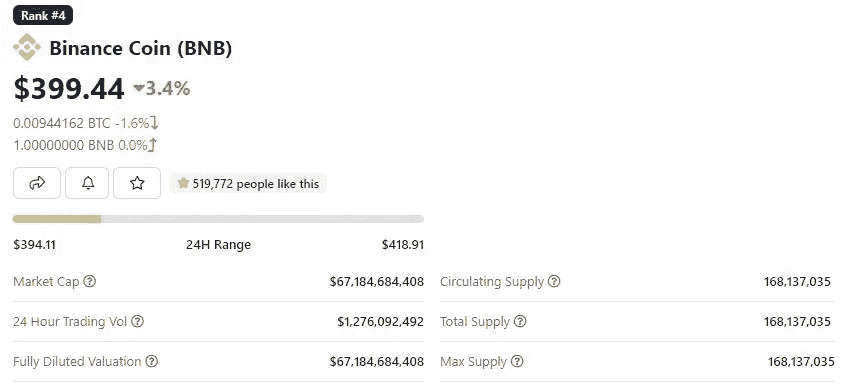 Rank #4
Binance Coin (BNB)
$399.44 ▾3.4%
0.00944162 BTC -1.6%
1.00000000 BNB 0.0%
519,772 people like this
$394.11 24H Range $418.91
Market Cap $67,184,684,408 Circulating Supply 168,137,035
24 Hour Trading Vol $1,276,092,492 Total Supply 168,137,035
Fully Diluted Valuation $67,184,684,408 Max Supply 168,137,035